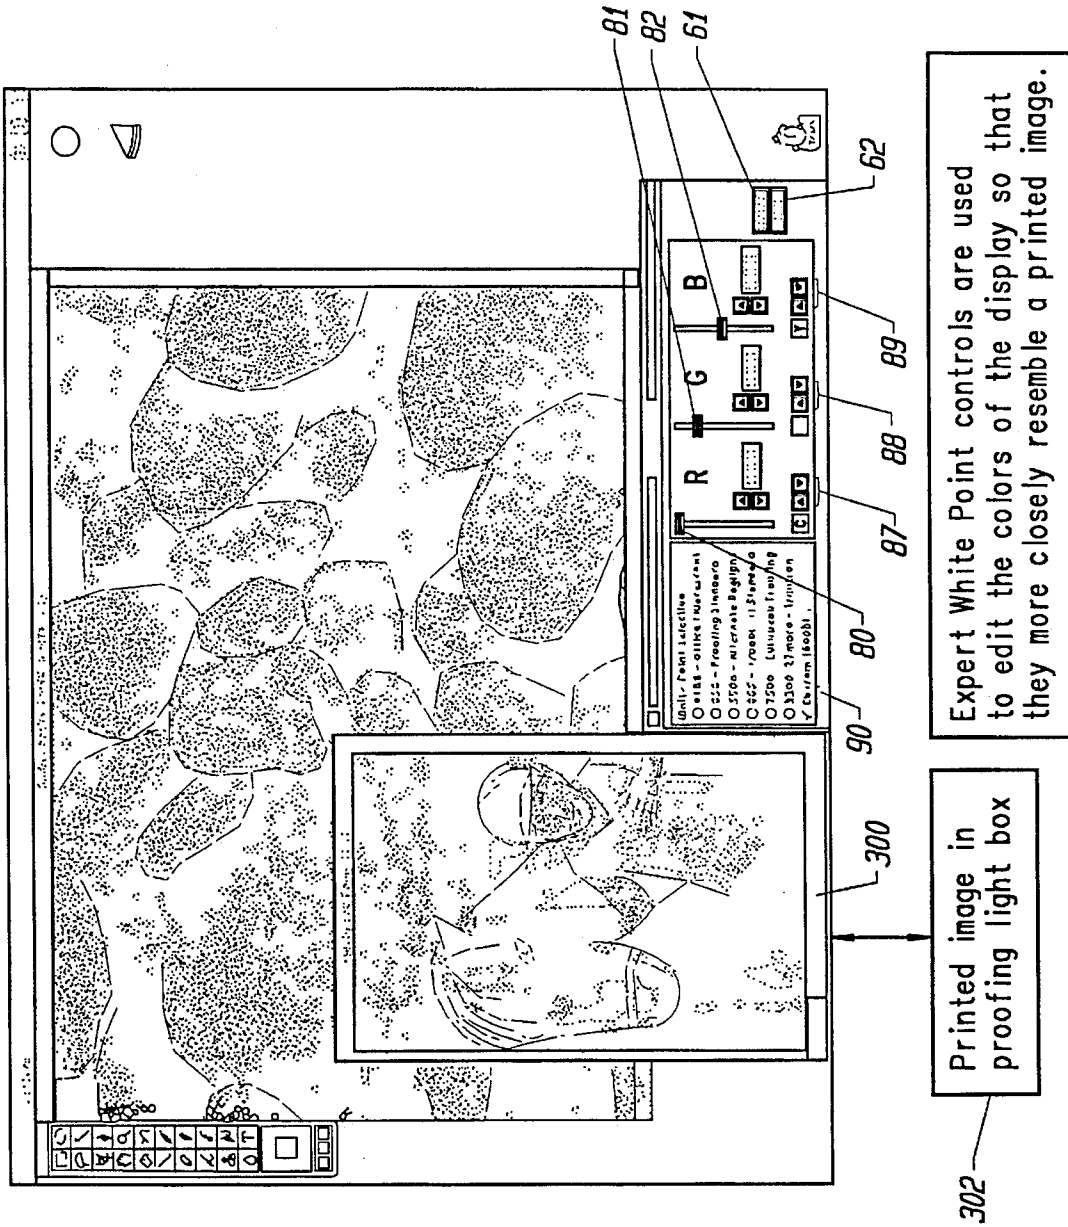 81
82
61
62
R
G
B
C
Y
87
88
89
80
90
300
302
Printed image in
proofing light box
Expert White Point controls are used
to edit the colors of the display so that
they more closely resemble a printed image.